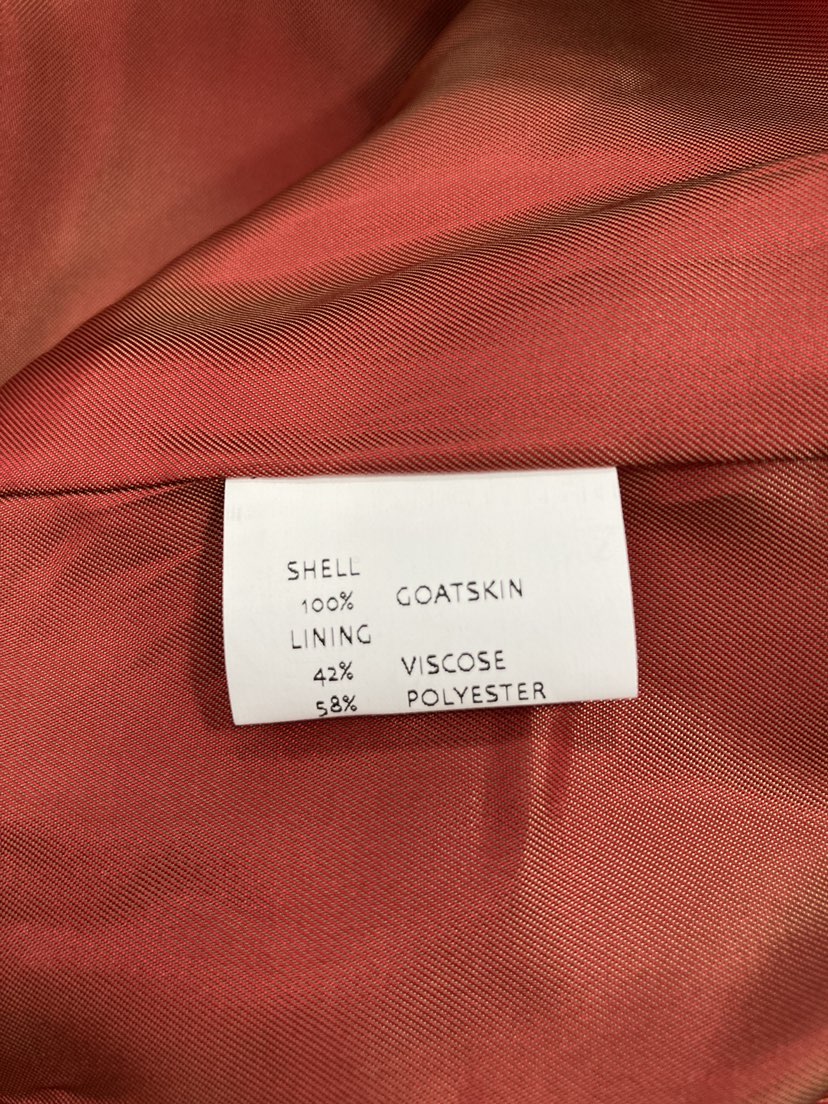 SHELL
100% GOATSKIN
LINING
42% VISCOSE
58% POLYESTER